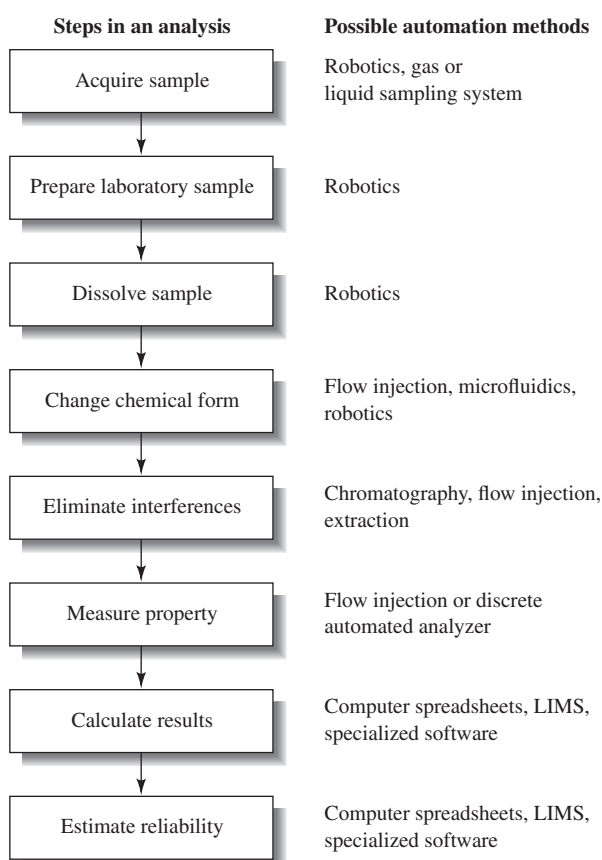 Steps in an analysis
Possible automation methods
Acquire sample
Robotics, gas or
liquid sampling system
Prepare laboratory sample
Robotics
Dissolve sample
Robotics
Change chemical form
Flow injection, microfluidics,
robotics
Eliminate interferences
Chromatography, flow injection,
extraction
Measure property
Flow injection or discrete
automated analyzer
Calculate results
Computer spreadsheets, LIMS,
specialized software
Estimate reliability
Computer spreadsheets, LIMS,
specialized software